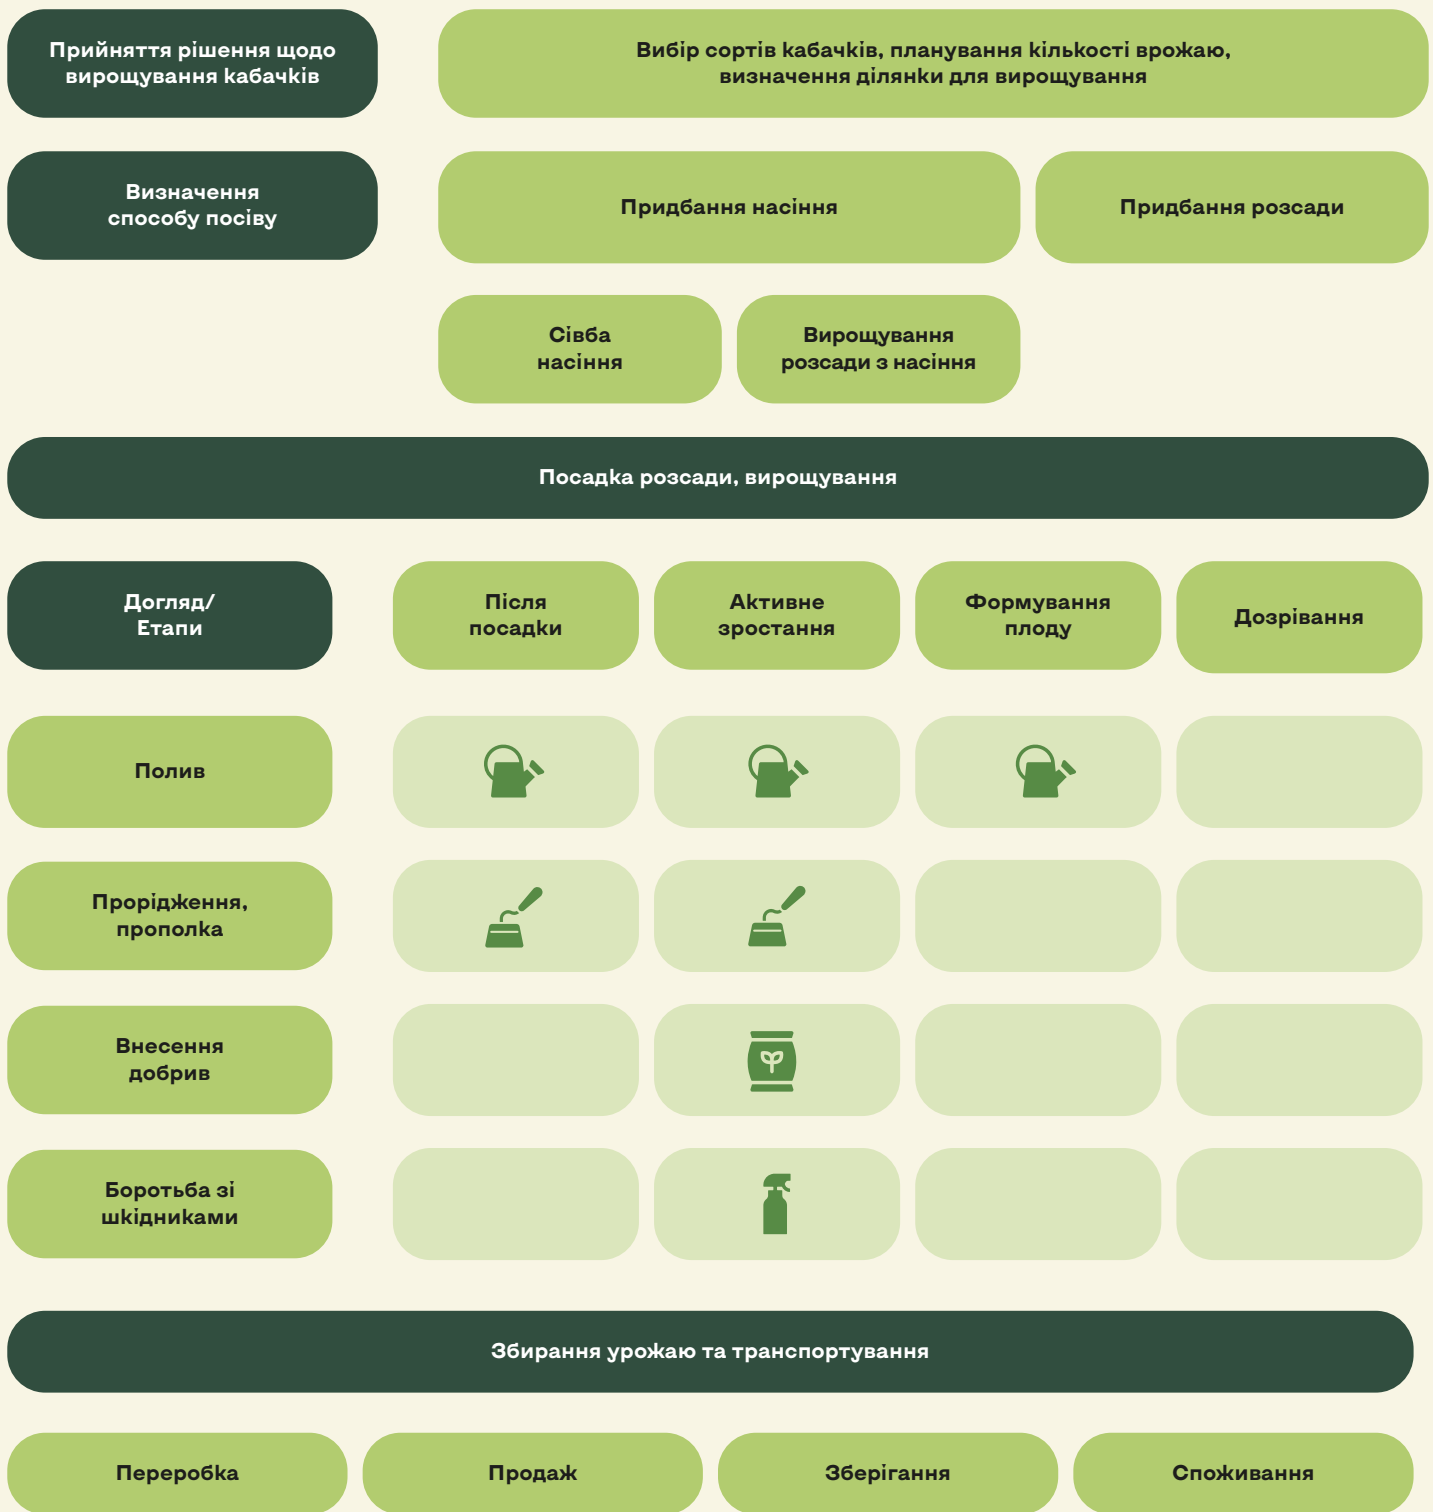 Прийняття рішення щодо
вирощування кабачків
Вибір сортів кабачків, планування кількості врожаю,
визначення ділянки для вирощування
Визначення
способу посіву
Придбання насіння
Придбання розсади
Сівба
насіння
Вирощування
розсади з насіння
Посадка розсади, вирощування
Догляд/
Етапи
Після
посадки
Активне
зростання
Формування
плоду
Дозрівання
Полив
Прорідження,
прополка
Внесення
добрив
Боротьба зі
шкідниками
Збирання урожаю та транспортування
Переробка
Продаж
Зберігання
Споживання